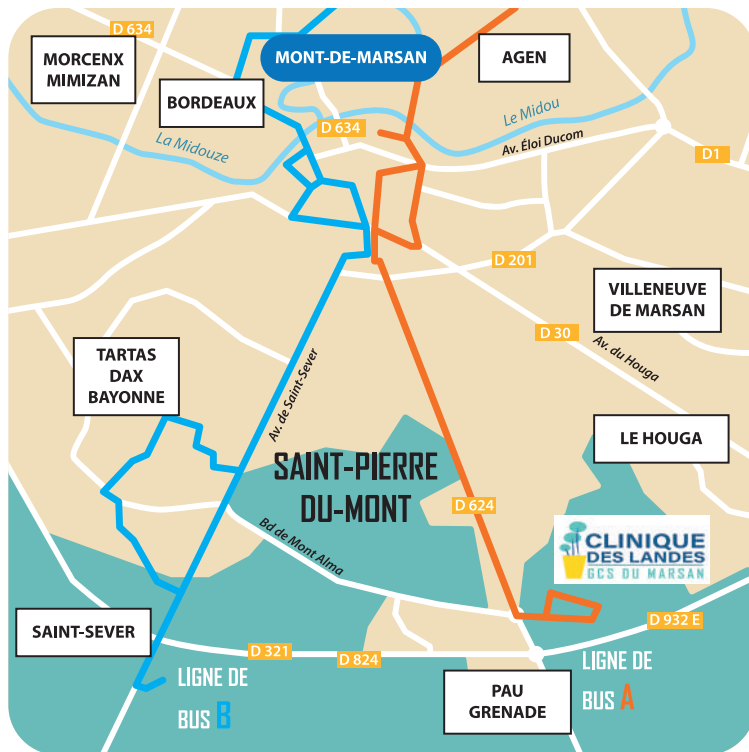 D 634
MORCENX
MIMIZAN
MONT-DE-MARSAN
AGEN
BORDEAUX
Le Midou
D 634
La Midouze
Av. Éloi Ducom
D1
D 201
VILLENEUVE
DE MARSAN
D 30
Av. du Houga
TARTAS
DAX
BAYONNE
Av. de Saint-Sever
LE HOUGA
SAINT-PIERRE
DU-MONT
D 624
Bd de Mont Alma
CLINIQUE
DES LANDES
GCS DU MARSAN
SAINT-SEVER
D 932 E
D 321
D 824
LIGNE DE
BUS B
PAU
GRENADE
LIGNE DE
BUS A